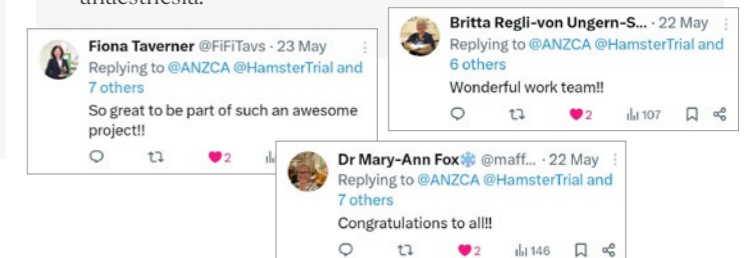 anaesthesia.
Fiona Taverner @FiFiTavs · 23 May
Replying to @ANZCA @HamsterTrial and
7 others
So great to be part of such an awesome
project!!
2
Britta Regli-von Ungern-S... · 22 May
Replying to @ANZCA @HamsterTrial and
6 others
Wonderful work team!!
2 107
Dr Mary-Ann Fox❄️ @maff... · 22 May
Replying to @ANZCA @HamsterTrial and
7 others
Congratulations to all!!
2 146